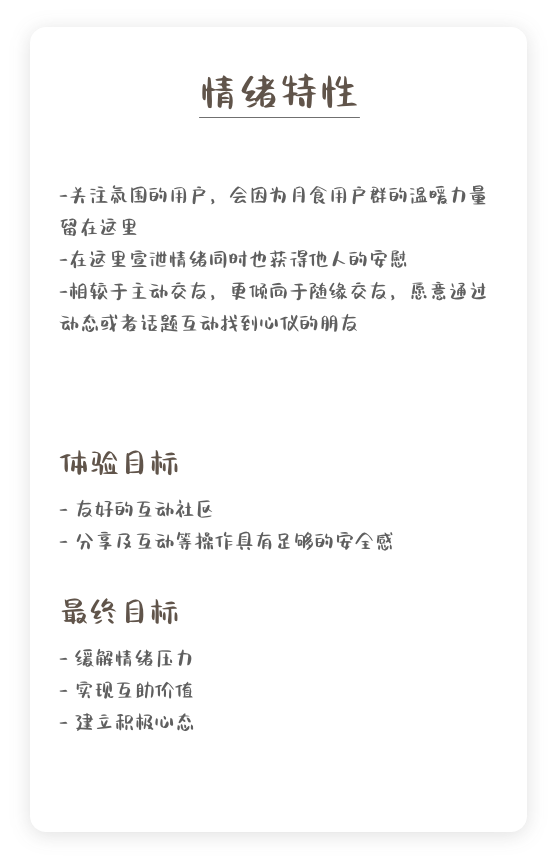 情绪特性
-关注氛围的用户，会因为月食用户群的温暖力量
留在这里
-在这里宣泄情绪同时也获得他人的安慰
-相较于主动交友，更倾向于随缘交友，愿意通过
动态或者话题互动找到心仪的朋友
体验目标
- 友好的互动社区
- 分享及互动等操作具有足够的安全感
最终目标
- 缓解情绪压力
- 实现互助价值
- 建立积极心态